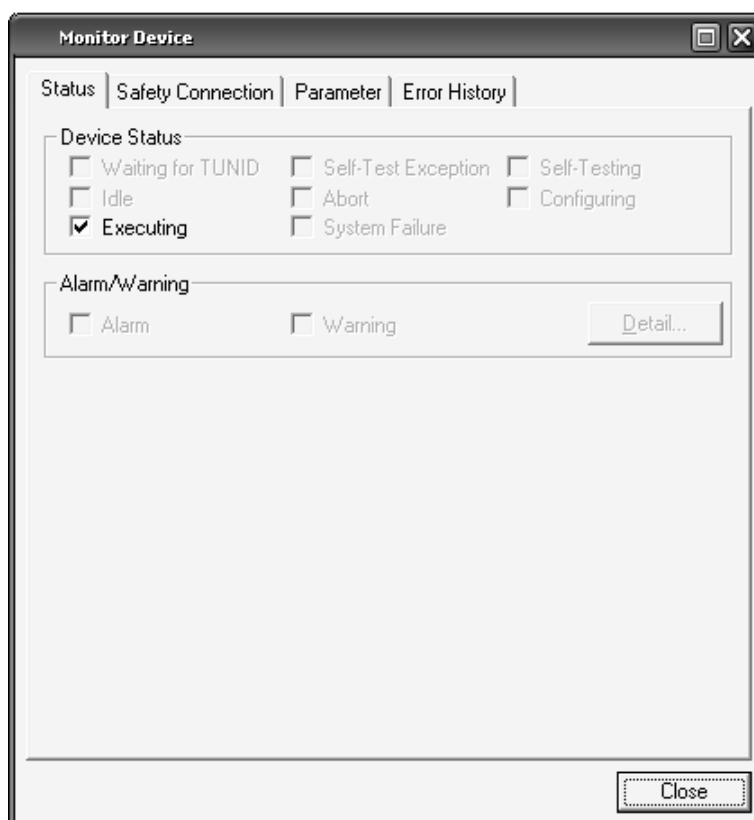 Monitor Device
Status Safety Connection Parameter Error History
Device Status
Waiting for TUNID Self-Test Exception Self-Testing
Idle Abort Configuring
Executing System Failure
Alarm/Warning
Alarm Warning Detail...
Close